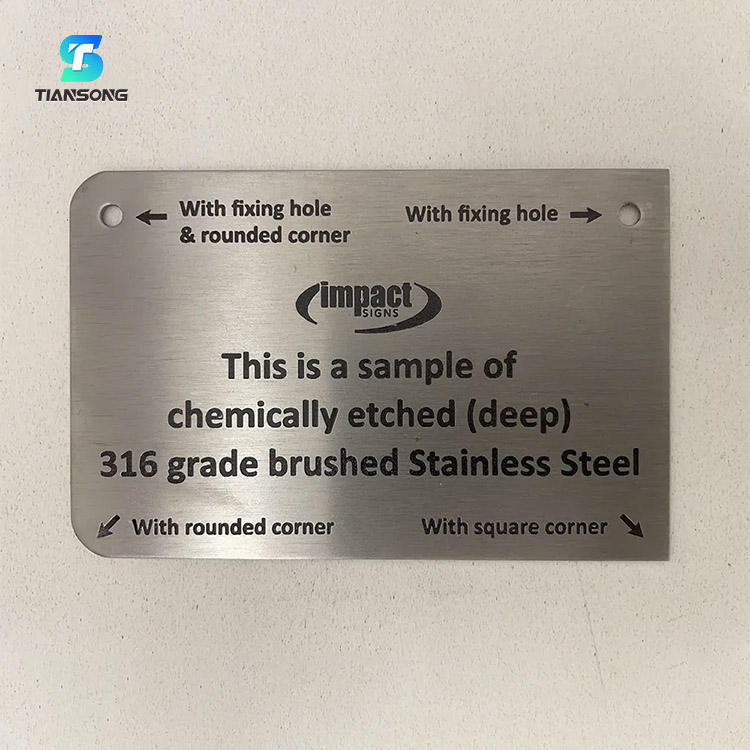 TIANSONG
With fixing hole
& rounded corner
With fixing hole
impact
SIGNS
This is a sample of
chemically etched (deep)
316 grade brushed Stainless Steel
With rounded corner
With square corner